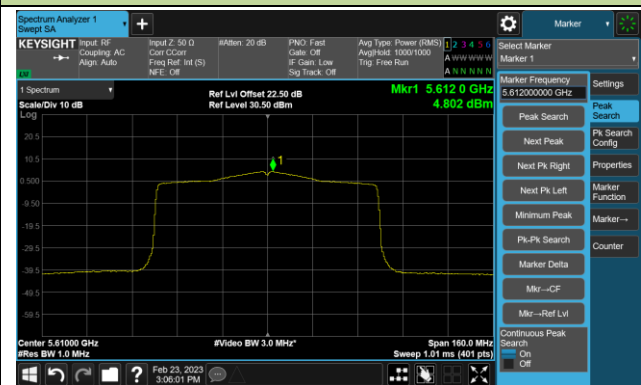 Spectrum Analyzer 1
Swept SA
+
Marker
KEYSIGHT
Input: RF
Coupling: AC
Align: Auto
Input Z: 50 Ω
Corr CCorr
Freq Ref: Int (S)
NFE: Off
#Atten: 20 dB
PNO: Fast
Gate: Off
IF Gain: Low
Sig Track: Off
Avg Type: Power (RMS)
Avg|Hold: 1000/1000
Trig: Free Run
1 2 3 4 5 6
A W W W W W
A N N N N N
Select Marker
Marker 1
1 Spectrum
Scale/Div 10 dB
Log
Ref Lvl Offset 22.50 dB
Ref Level 30.50 dBm
Mkr1 5.612 0 GHz
4.802 dBm
20.5
10.5
0.500
-9.50
-19.5
-29.5
-39.5
-49.5
-59.5
1
Center 5.61000 GHz
#Res BW 1.0 MHz
#Video BW 3.0 MHz*
Span 160.0 MHz
Sweep 1.01 ms (401 pts)
Marker Frequency
5.612000000 GHz
Peak Search
Next Peak
Next Pk Right
Next Pk Left
Minimum Peak
Pk-Pk Search
Marker Delta
Mkr→CF
Mkr→Ref Lvl
Continuous Peak
Search
On
Off
Settings
Peak
Search
Pk Search
Config
Properties
Marker
Function
Marker→
Counter
?
Feb 23, 2023
3:06:01 PM